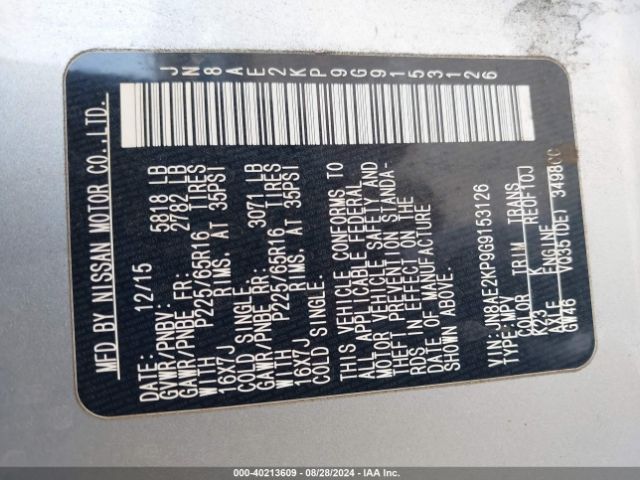 MFD BY NISSAN MOTOR CO.,LTD.
JN8AE2KP9G9153126
DATE: 12/15
GVWR/PNBV: 5818 LB
GAWR/PNBE FR: 2782 LB
WITH P225/65R16 TIRES
16X7J RIMS. AT 35PSI
COLD SINGLE.
GAWR/PNBE RR: 3071 LB
WITH P225/65R16 TIRES
16X7J RIMS. AT 35PSI
COLD SINGLE.
THIS VEHICLE CONFORMS TO
ALL APPLICABLE FEDERAL
MOTOR VEHICLE SAFETY AND
THEFT PREVENTION STANDA-
RDS IN EFFECT ON THE
DATE OF MANUFACTURE
SHOWN ABOVE.
VIN:JN8AE2KP9G9153126
TYPE:MPV
COLOR TRIM TRANS
K23 K RE0F10J
AXLE ENGINE
GW46 VQ35(DE) 3498CC
000-40213609 - 08/28/2024 - IAA Inc.